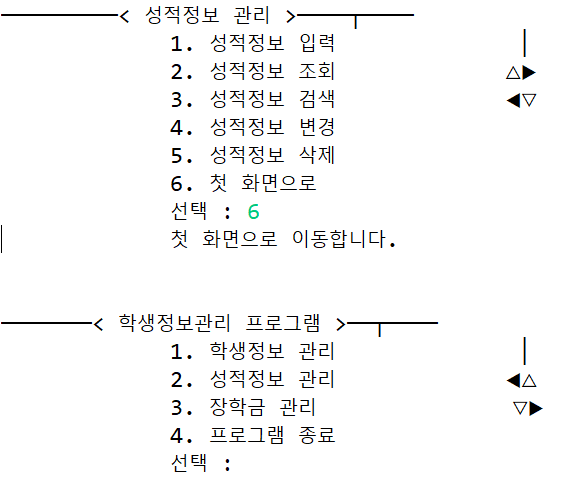 ────────< 성적정보 관리 >────┬────
1. 성적정보 입력 │
2. 성적정보 조회 △▶
3. 성적정보 검색 ◀▽
4. 성적정보 변경
5. 성적정보 삭제
6. 첫 화면으로
선택 : 6
첫 화면으로 이동합니다.
──────< 학생정보관리 프로그램 >──┬────
1. 학생정보 관리 │
2. 성적정보 관리 ◀△
3. 장학금 관리 ▽▶
4. 프로그램 종료
선택 :